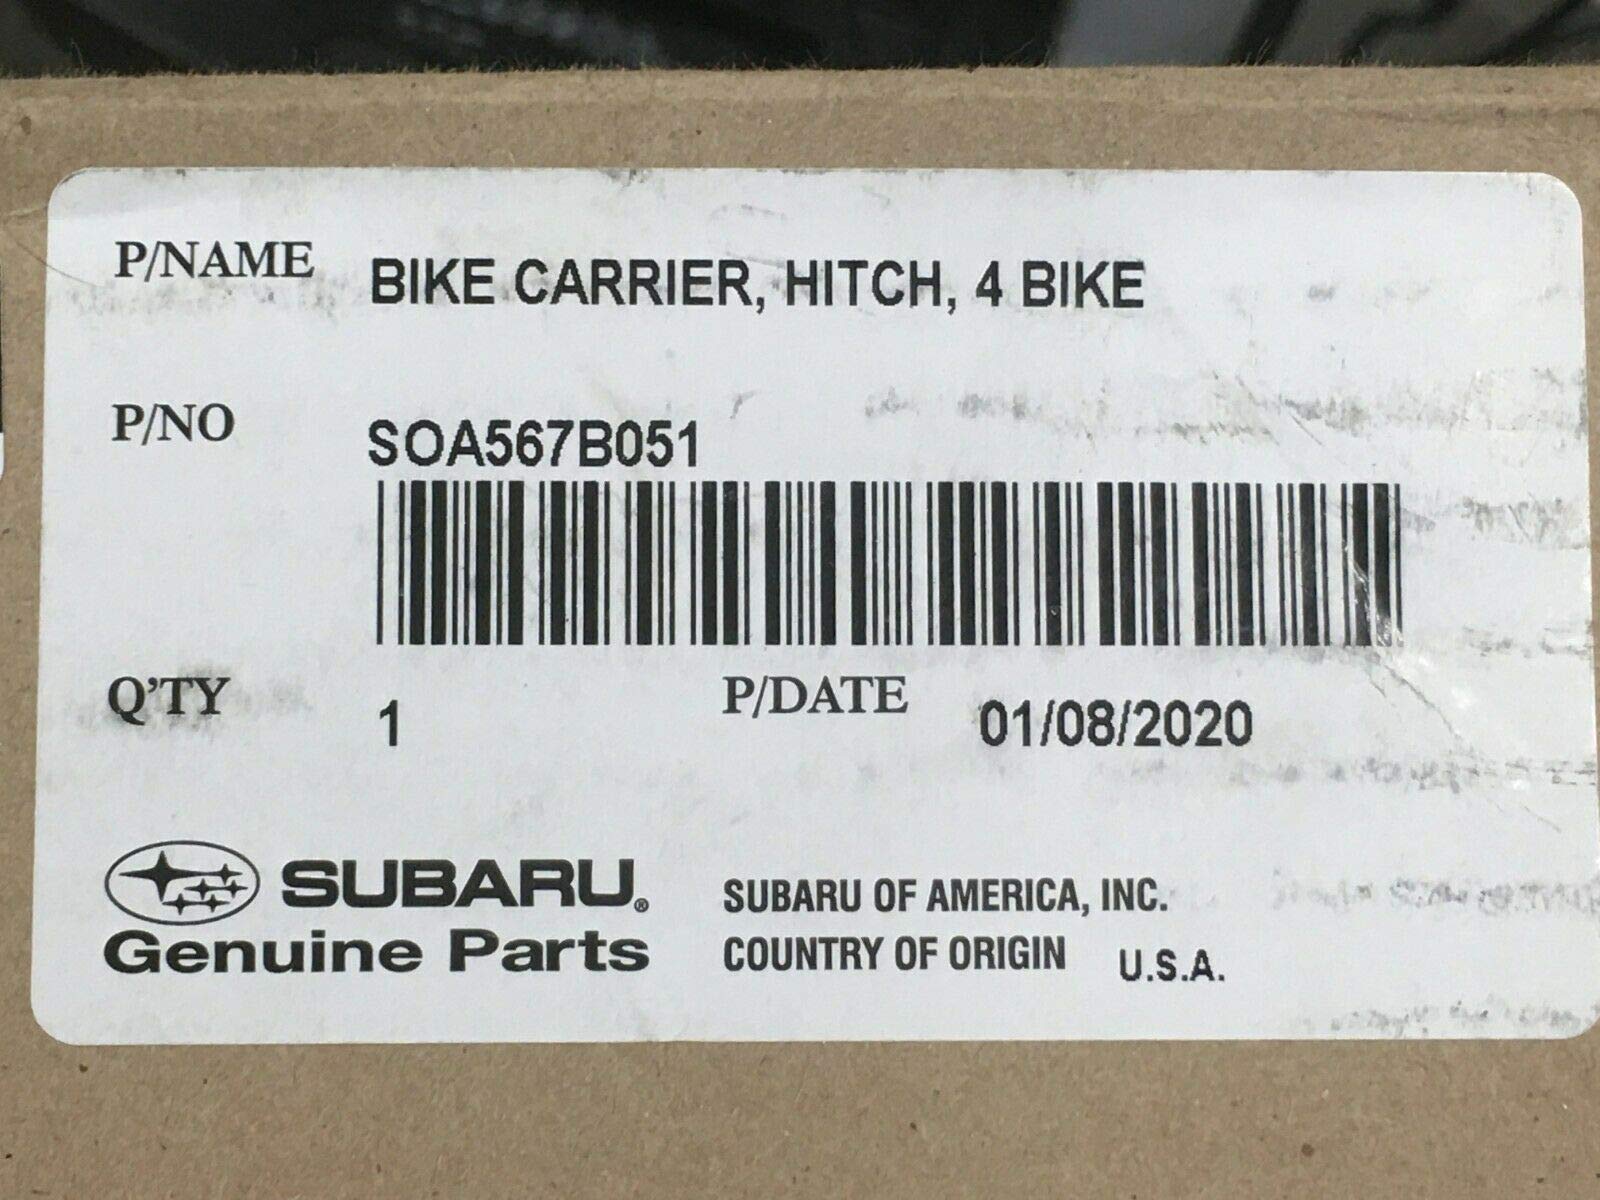 P/NAME BIKE CARRIER, HITCH, 4 BIKE
P/NO SOA567B051
Q'TY 1 P/DATE 01/08/2020
SUBARU® SUBARU OF AMERICA, INC.
Genuine Parts COUNTRY OF ORIGIN U.S.A.